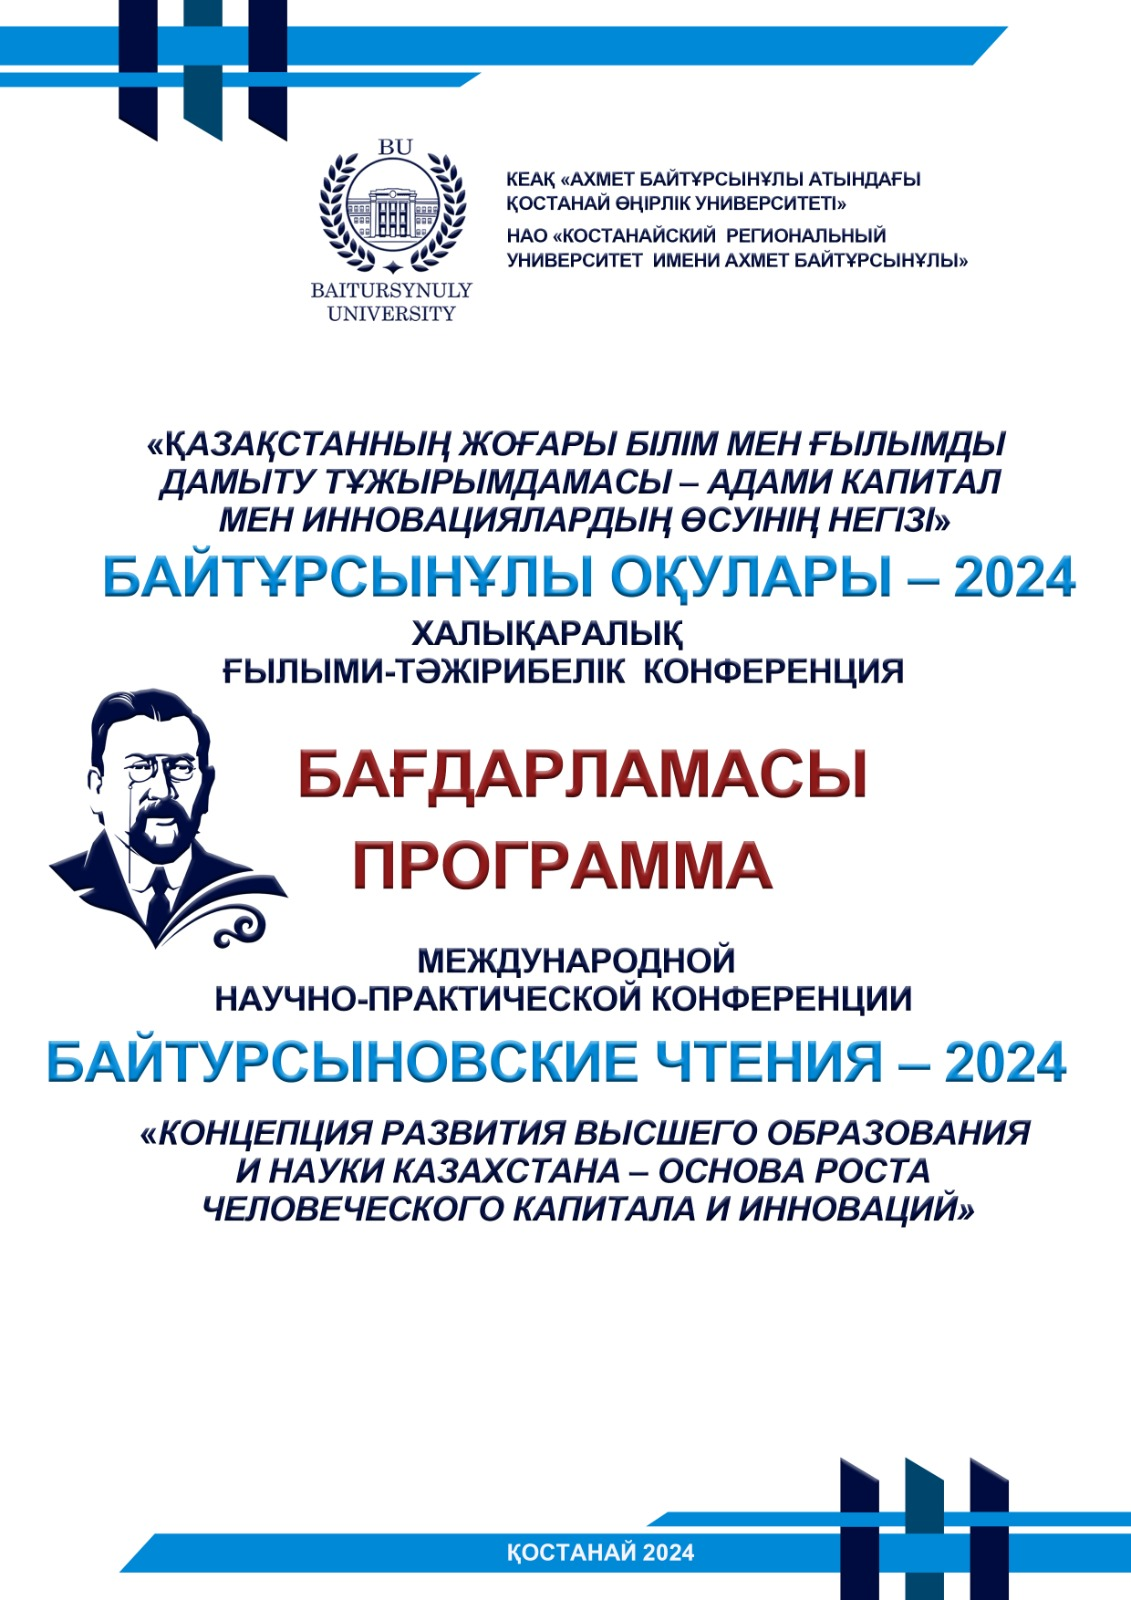 BU
BAITURSYNULY
UNIVERSITY
КЕАҚ «АХМЕТ БАЙТҰРСЫНҰЛЫ АТЫНДАҒЫ
ҚОСТАНАЙ ӨҢІРЛІК УНИВЕРСИТЕТІ»
НАО «КОСТАНАЙСКИЙ РЕГИОНАЛЬНЫЙ
УНИВЕРСИТЕТ ИМЕНИ АХМЕТ БАЙТҰРСЫНҰЛЫ»
«ҚАЗАҚСТАННЫҢ ЖОҒАРЫ БІЛІМ МЕН ҒЫЛЫМДЫ
ДАМЫТУ ТҰЖЫРЫМДАМАСЫ – АДАМИ КАПИТАЛ
МЕН ИННОВАЦИЯЛАРДЫҢ ӨСУІНІҢ НЕГІЗІ»
БАЙТҰРСЫНҰЛЫ ОҚУЛАРЫ – 2024
ХАЛЫҚАРАЛЫҚ
ҒЫЛЫМИ-ТӘЖІРИБЕЛІК КОНФЕРЕНЦИЯ
БАҒДАРЛАМАСЫ
ПРОГРАММА
МЕЖДУНАРОДНОЙ
НАУЧНО-ПРАКТИЧЕСКОЙ КОНФЕРЕНЦИИ
БАЙТУРСЫНОВСКИЕ ЧТЕНИЯ – 2024
«КОНЦЕПЦИЯ РАЗВИТИЯ ВЫСШЕГО ОБРАЗОВАНИЯ
И НАУКИ КАЗАХСТАНА – ОСНОВА РОСТА
ЧЕЛОВЕЧЕСКОГО КАПИТАЛА И ИННОВАЦИЙ»
ҚОСТАНАЙ 2024